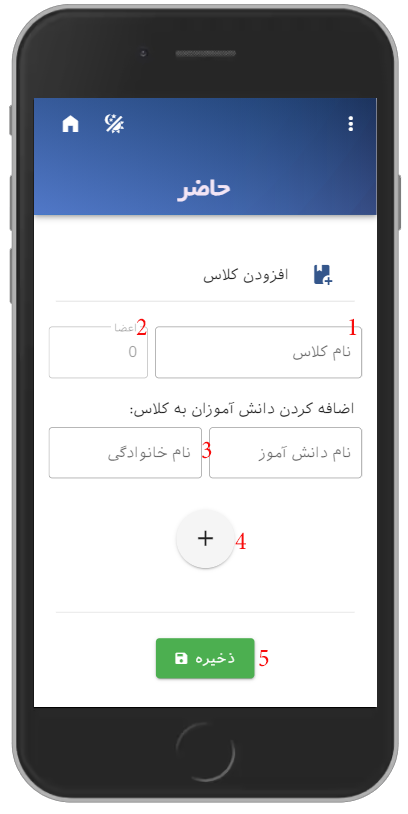 حاضر
افزودن کلاس
1
2
اعضا
نام کلاس
0
اضافه کردن دانش آموزان به کلاس:
نام دانش آموز
3
نام خانوادگی
+
4
ذخیره
5